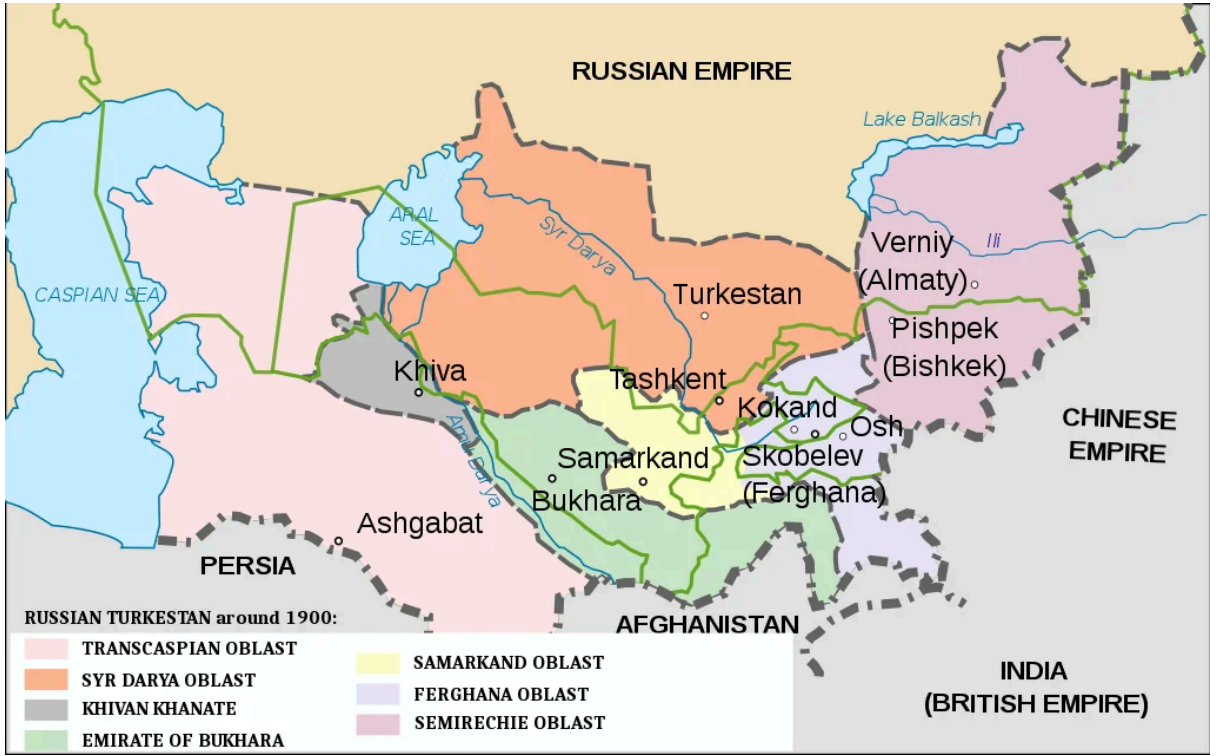 RUSSIAN EMPIRE
Lake Balkash
ARAL
SEA
Syr Darya
Verniy
(Almaty)
Ili
CASPIAN SEA
Turkestan
Pishpek
(Bishkek)
Khiva
Tashkent
Kokand
Osh
CHINESE
EMPIRE
Amu Darya
Samarkand
Skobelev
(Ferghana)
Bukhara
Ashgabat
PERSIA
AFGHANISTAN
INDIA
(BRITISH EMPIRE)
RUSSIAN TURKESTAN around 1900:
TRANSCASPIAN OBLAST
SYR DARYA OBLAST
KHIVAN KHANATE
EMIRATE OF BUKHARA
SAMARKAND OBLAST
FERGHANA OBLAST
SEMIRECHIE OBLAST